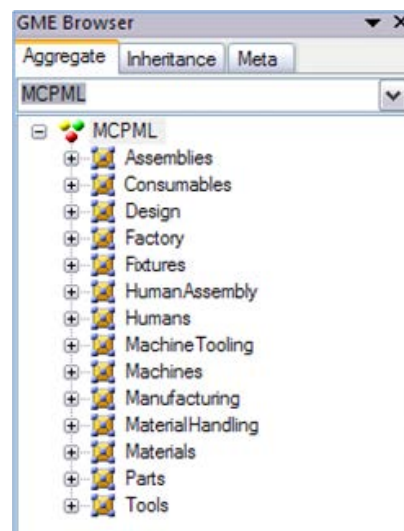 GME Browser
Aggregate Inheritance Meta
MCPML
MCPML
Assemblies
Consumables
Design
Factory
Fixtures
HumanAssembly
Humans
MachineTooling
Machines
Manufacturing
MaterialHandling
Materials
Parts
Tools